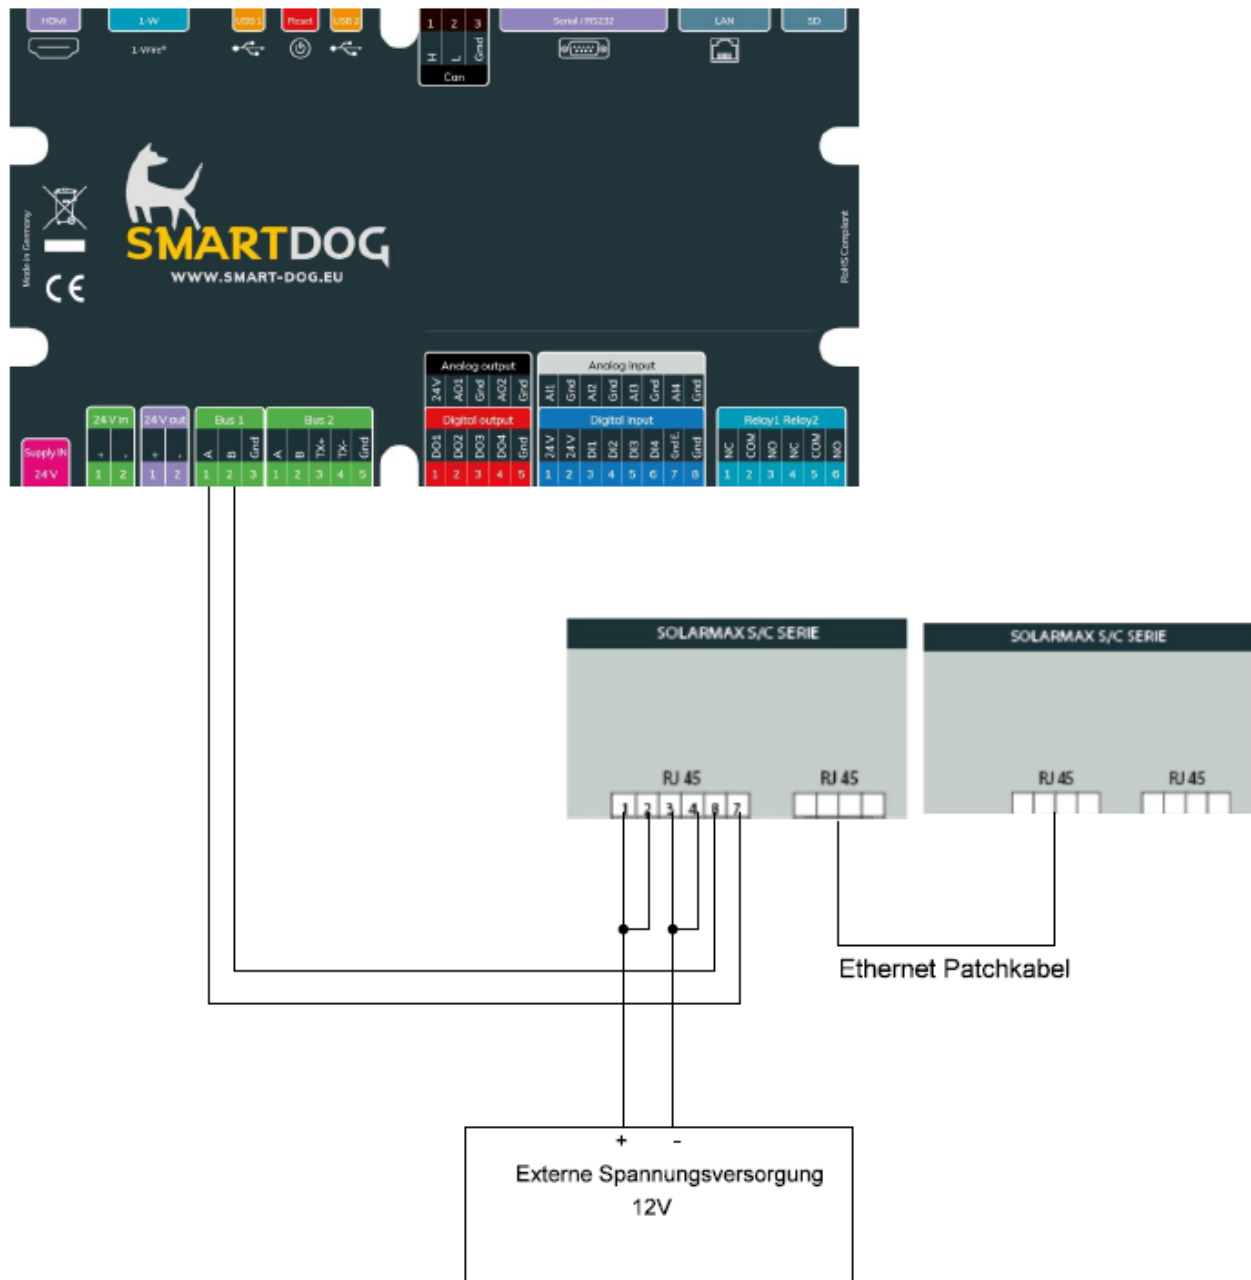 HDMI 1-W USB 1 Reset USB 2 1 2 3 Serial / RS232 LAN SD
1-Wire®
H L Gnd
Can
Made in Germany
CE
SMARTDOG
WWW.SMART-DOG.EU
RoHS Compliant
Analog output Analog input
24V AO1 Gnd AO2 Gnd AI1 Gnd AI2 Gnd AI3 Gnd AI4 Gnd
24 V in 24 V out Bus 1 Bus 2 Digital output Digital input Relay1 Relay2
+ - + - A B Gnd A B TX+ TX- Gnd DO1 DO2 DO3 DO4 Gnd 24V 24V DI1 DI2 DI3 DI4 GndE Gnd NC COM NO NC COM NO
Supply IN
24 V 1 2 1 2 1 2 3 1 2 3 4 5 1 2 3 4 5 1 2 3 4 5 6 7 8 1 2 3 4 5 6
SOLARMAX S/C SERIE SOLARMAX S/C SERIE
RJ 45 RJ 45 RJ 45 RJ 45
1 2 3 4 8 7
Ethernet Patchkabel
+ -
Externe Spannungsversorgung
12V